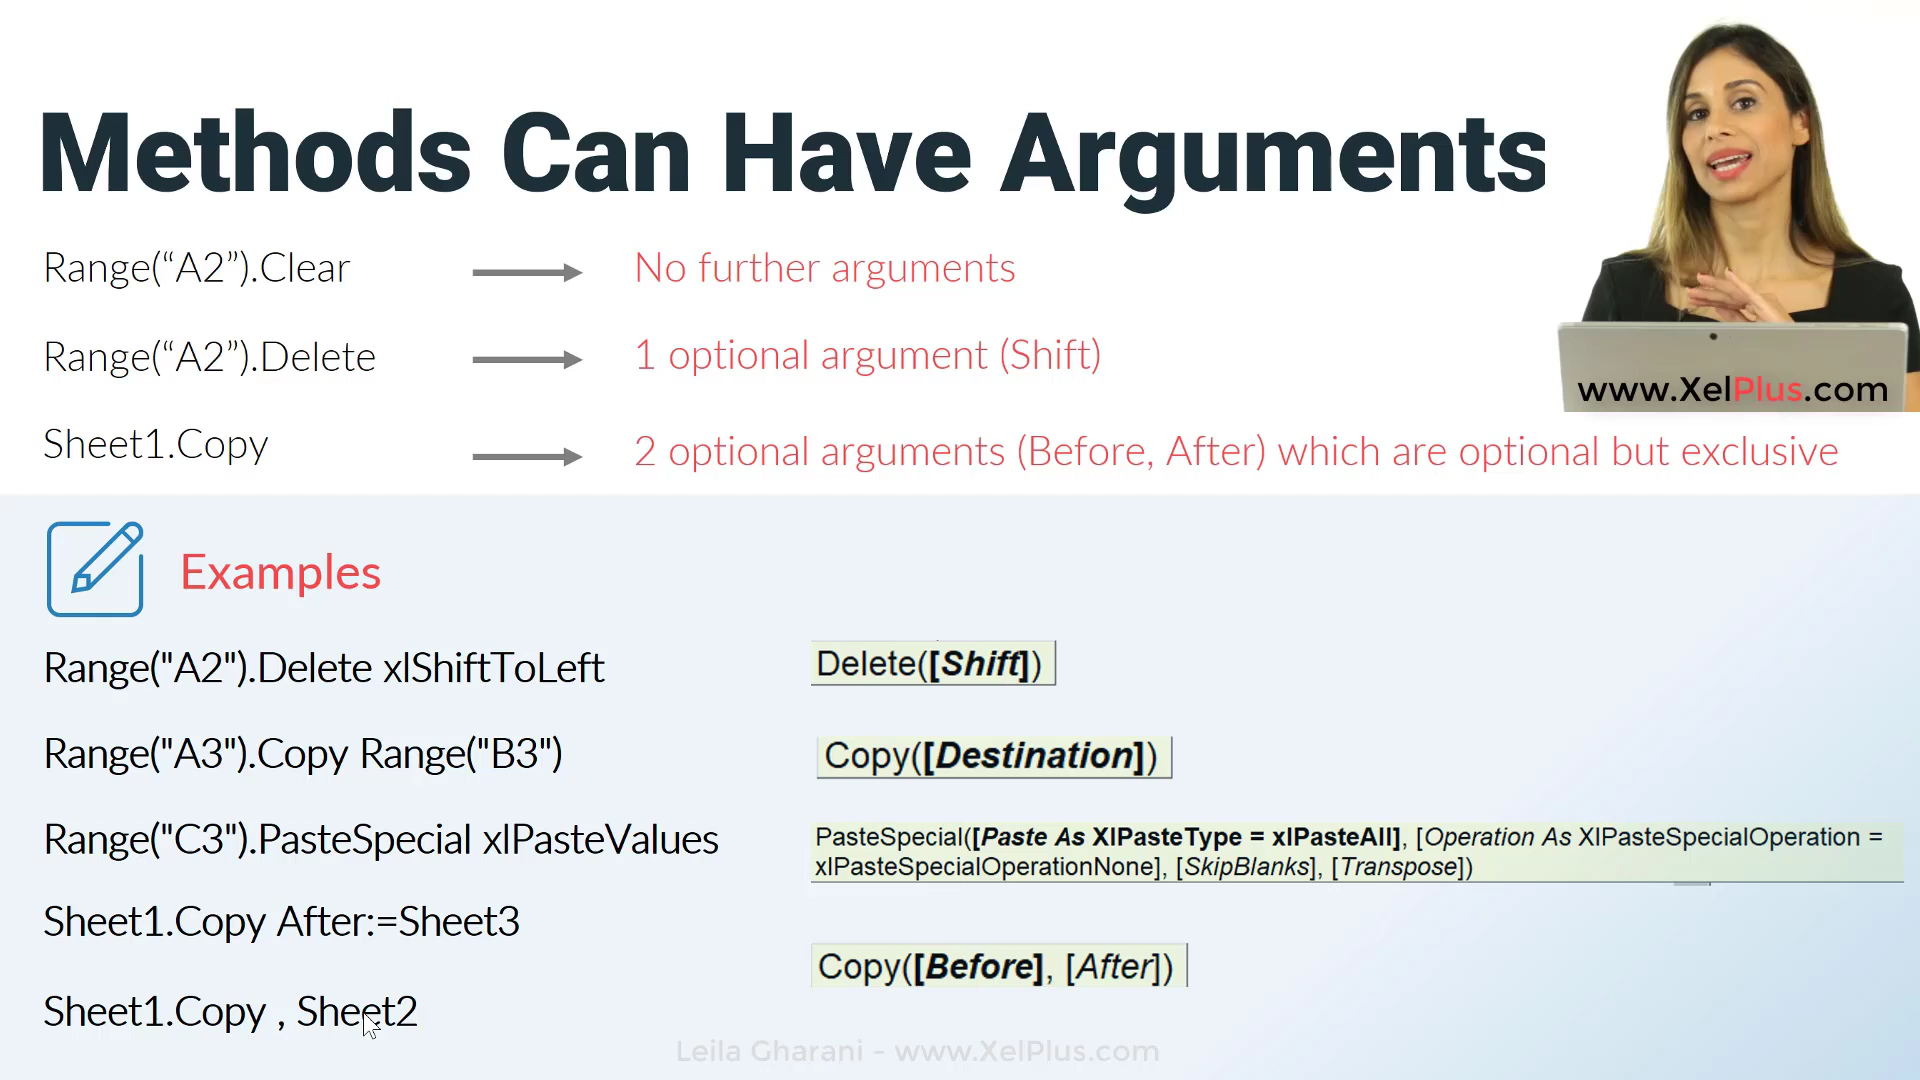 Methods Can Have Arguments
Range(“A2”).Clear
No further arguments
Range(“A2”).Delete
1 optional argument (Shift)
www.XelPlus.com
Sheet1.Copy
2 optional arguments (Before, After) which are optional but exclusive
Examples
Range("A2").Delete xlShiftToLeft
Delete([Shift])
Range("A3").Copy Range("B3")
Copy([Destination])
Range("C3").PasteSpecial xlPasteValues
PasteSpecial([Paste As XlPasteType = xlPasteAll], [Operation As XlPasteSpecialOperation =
xlPasteSpecialOperationNone], [SkipBlanks], [Transpose])
Sheet1.Copy After:=Sheet3
Copy([Before], [After])
Sheet1.Copy , Sheet2
Leila Gharani - www.XelPlus.com